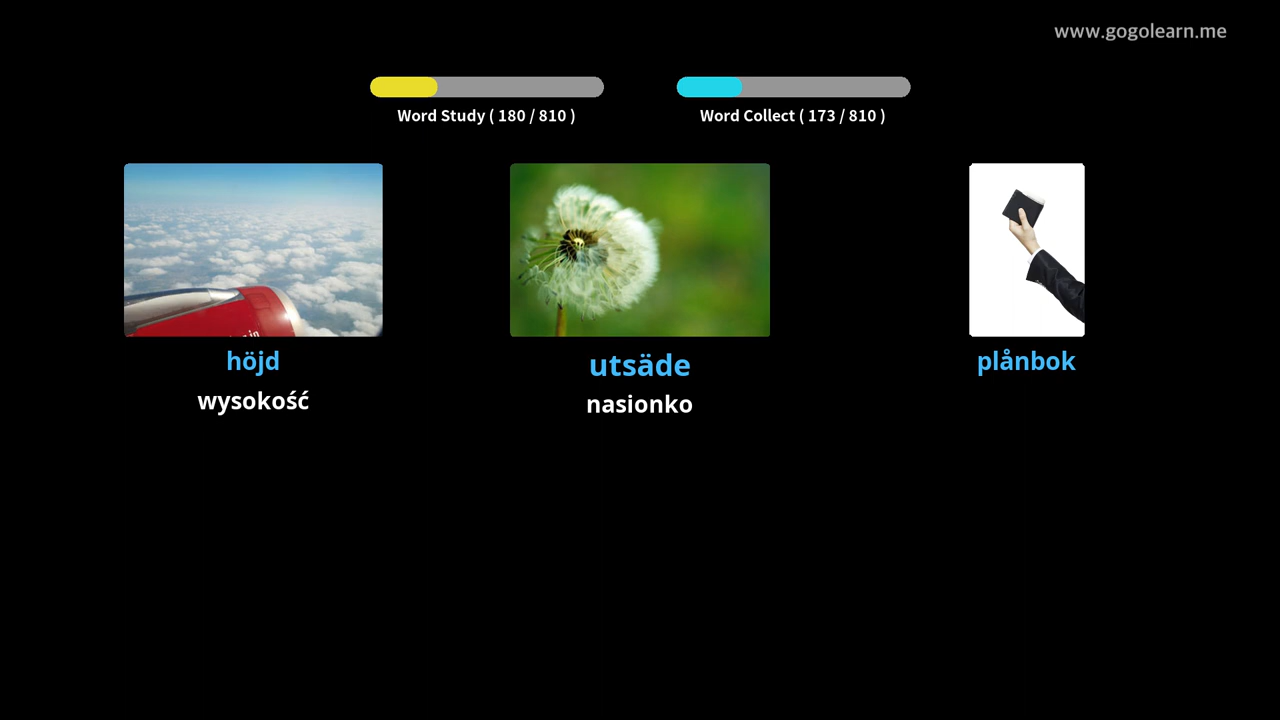 www.gogolearn.me
Word Study ( 180 / 810 )
Word Collect ( 173 / 810 )
höjd
wysokość
utsäde
nasionko
plånbok